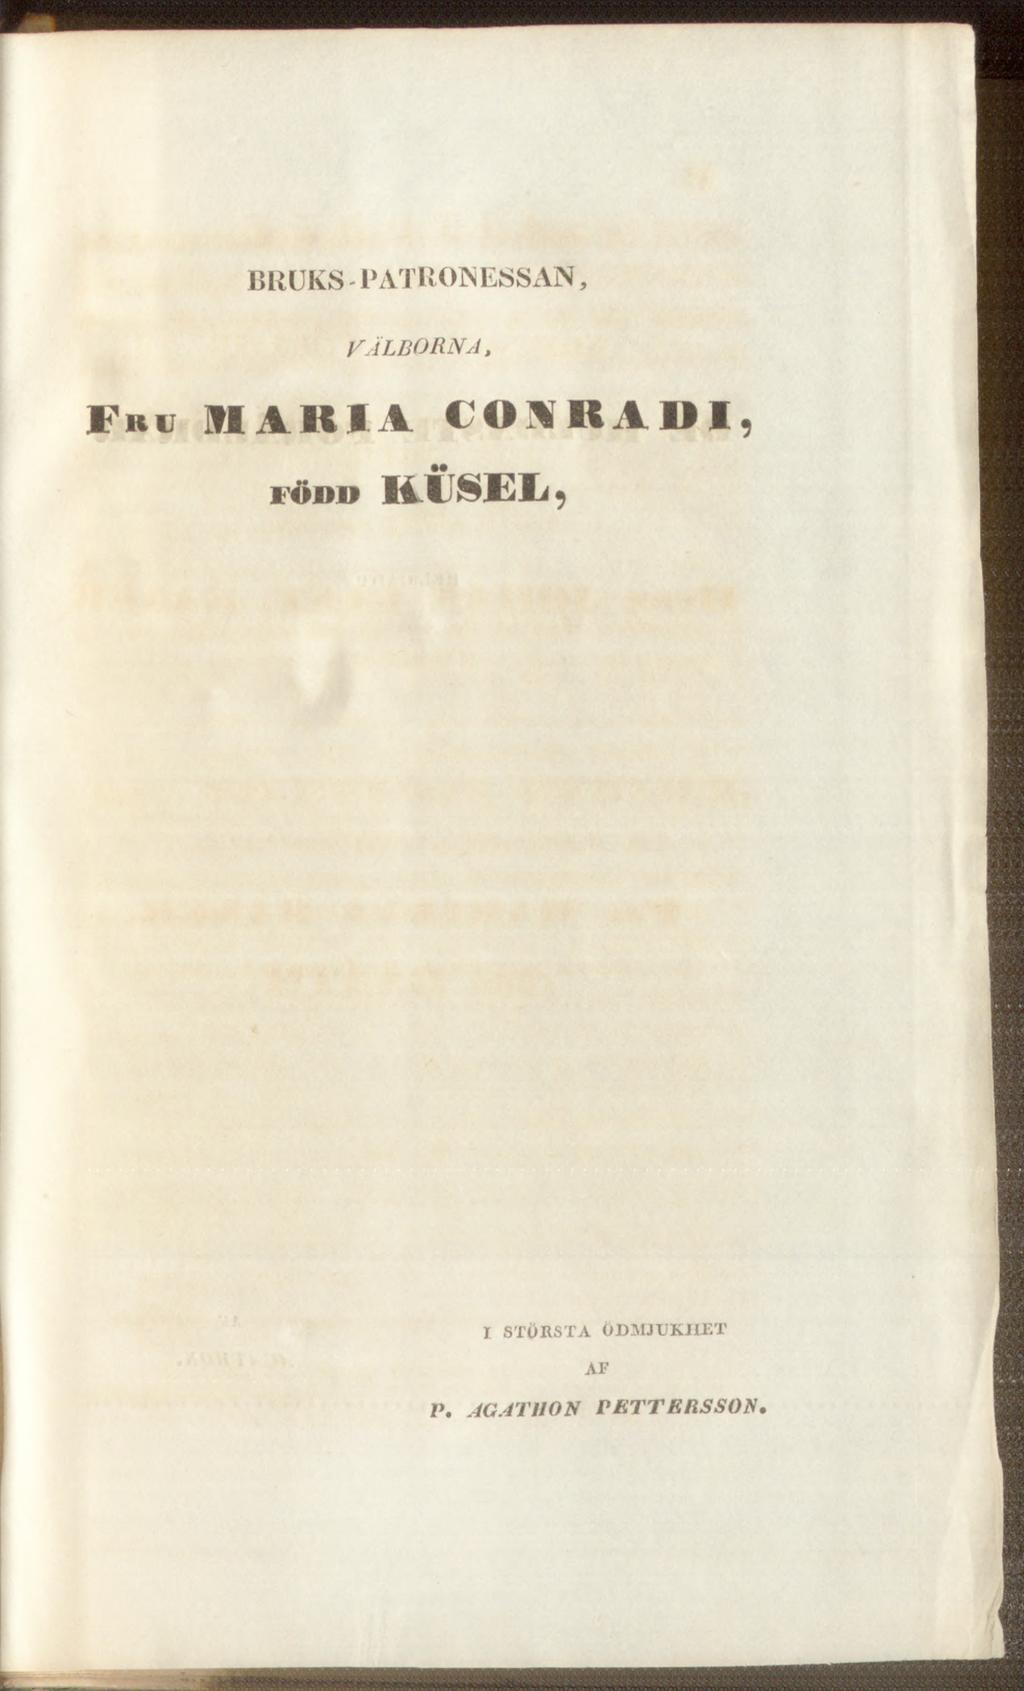 BRUKS-PATRONESSAN,
VÄLBORNA,
FRU MARIA CONRADI,
FÖDD KÜSEL,
I STÖRSTA ÖDMJUKHET
AF
P. AGATHON PETTERSSON.